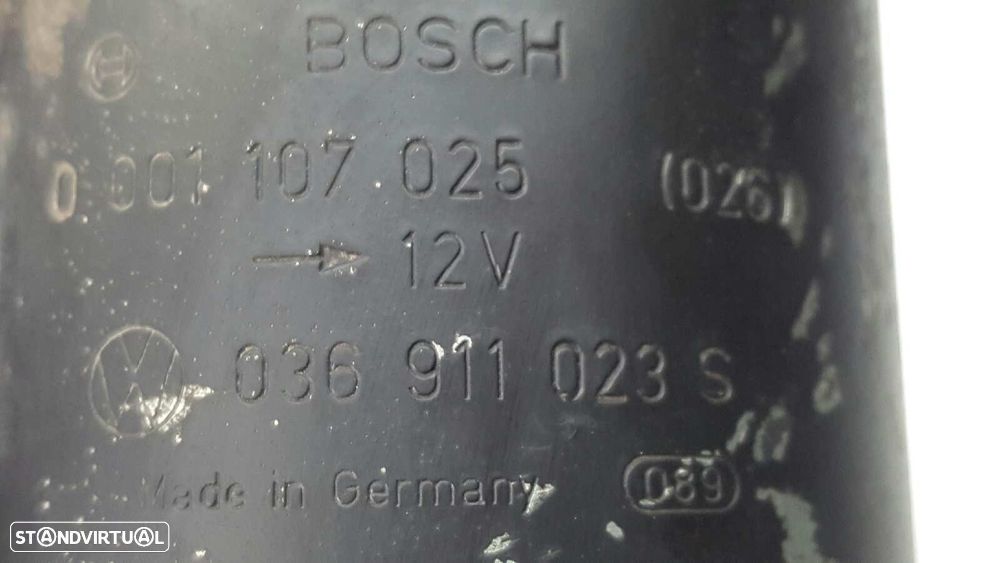 BOSCH
0 001 107 025 (026)
→ 12V
036 911 023 S
Made in Germany 089
STANDVIRTUAL